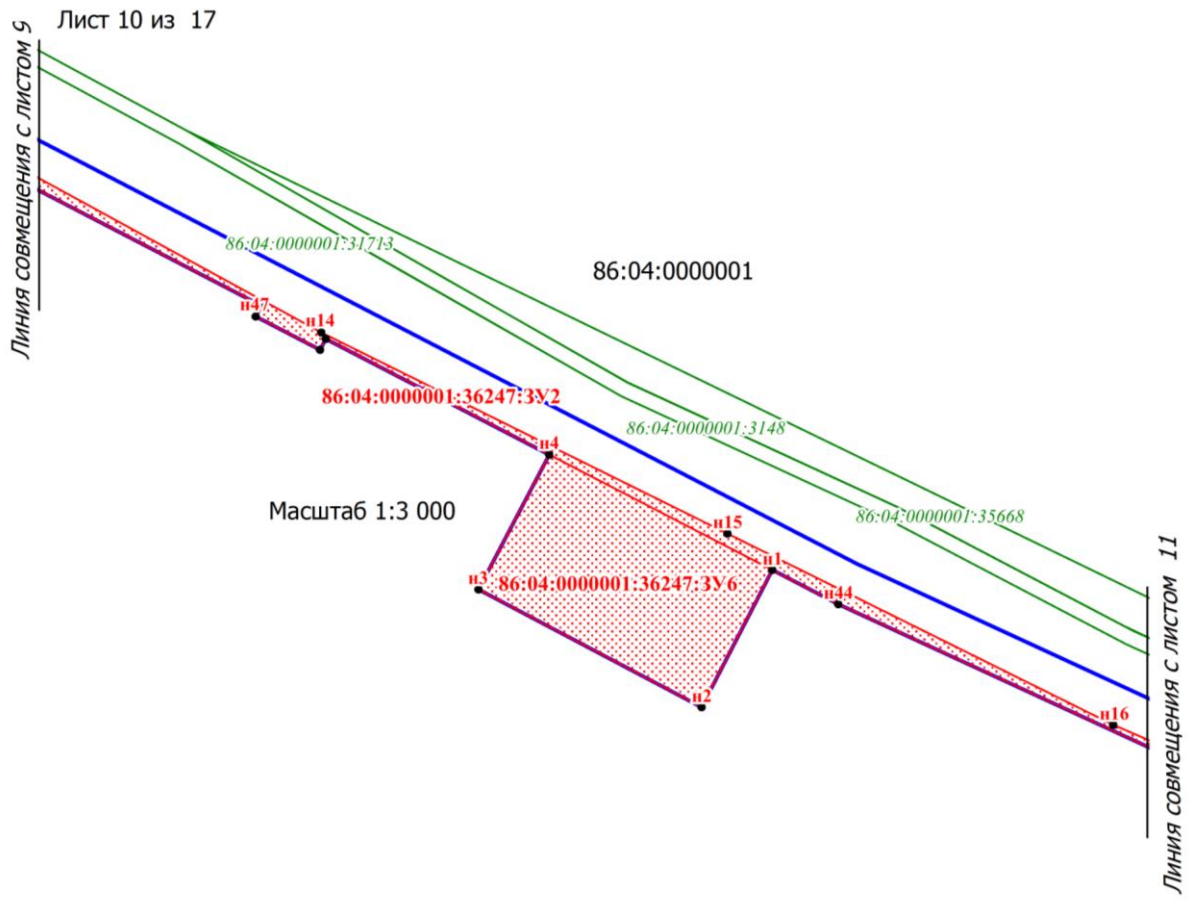 Лист 10 из 17
Линия совмещения с листом 9
86:04:0000001:31713
86:04:0000001
н47
н14
86:04:0000001:36247:ЗУ2
86:04:0000001:3148
н4
Масштаб 1:3 000
н15
86:04:0000001:35668
н1
н3
86:04:0000001:36247:ЗУ6
н44
н2
н16
Линия совмещения с листом 11